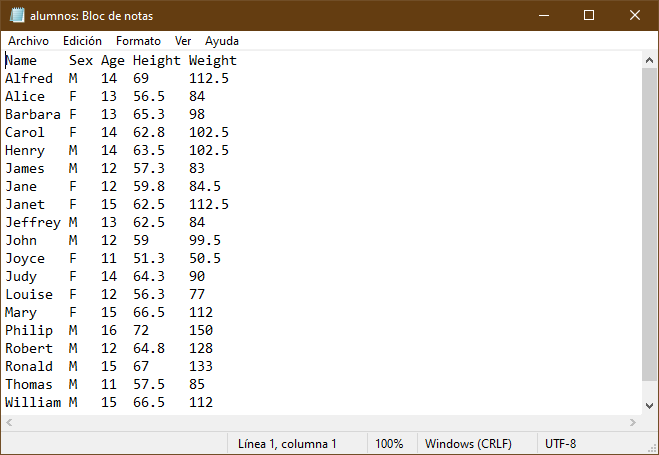 alumnos: Bloc de notas
Archivo Edición Formato Ver Ayuda
Name    Sex Age Height Weight
Alfred  M   14  69     112.5
Alice   F   13  56.5   84
Barbara F   13  65.3   98
Carol   F   14  62.8   102.5
Henry   M   14  63.5   102.5
James   M   12  57.3   83
Jane    F   12  59.8   84.5
Janet   F   15  62.5   112.5
Jeffrey M   13  62.5   84
John    M   12  59     99.5
Joyce   F   11  51.3   50.5
Judy    F   14  64.3   90
Louise  F   12  56.3   77
Mary    F   15  66.5   112
Philip  M   16  72     150
Robert  M   12  64.8   128
Ronald  M   15  67     133
Thomas  M   11  57.5   85
William M   15  66.5   112
Línea 1, columna 1 100% Windows (CRLF) UTF-8